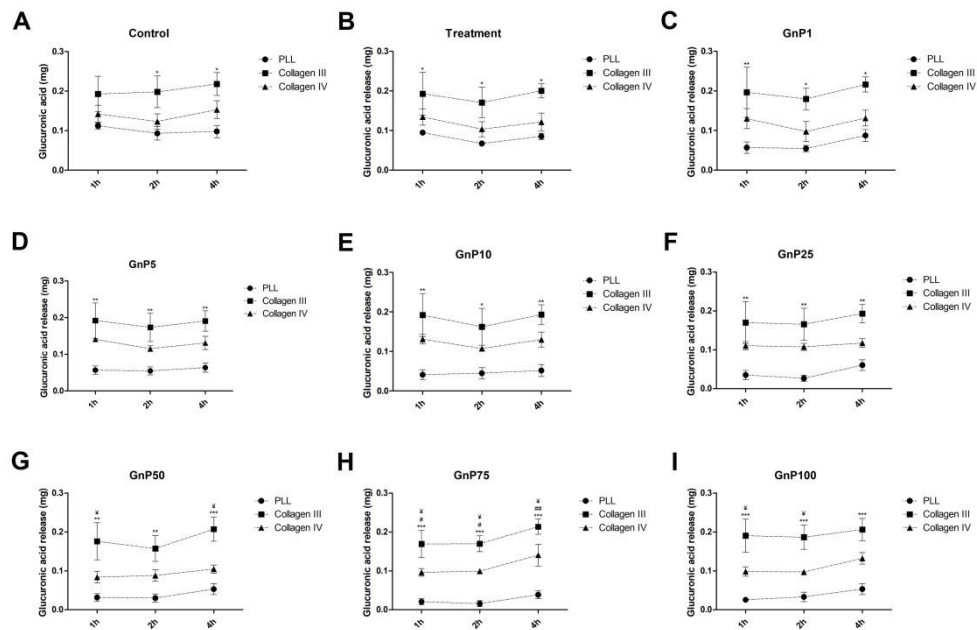 A
Control
Glucuronic acid (mg)
0.3
0.2
0.1
0.0
* *
1h 2h 4h
PLL
Collagen III
Collagen IV
B
Treatment
Glucuronic acid release (mg)
0.3
0.2
0.1
0.0
* * *
1h 2h 4h
PLL
Collagen III
Collagen IV
C
GnP1
Glucuronic acid release (mg)
0.3
0.2
0.1
0.0
** * *
1h 2h 4h
PLL
Collagen III
Collagen IV
D
GnP5
Glucuronic acid release (mg)
0.3
0.2
0.1
0.0
** ** **
1h 2h 4h
PLL
Collagen III
Collagen IV
E
GnP10
Glucuronic acid release (mg)
0.3
0.2
0.1
0.0
** * **
1h 2h 4h
PLL
Collagen III
Collagen IV
F
GnP25
Glucuronic acid release (mg)
0.3
0.2
0.1
0.0
** ** **
1h 2h 4h
PLL
Collagen III
Collagen IV
G
GnP50
Glucuronic acid release (mg)
0.3
0.2
0.1
0.0
¥ ¥
** ** ***
1h 2h 4h
PLL
Collagen III
Collagen IV
H
GnP75
Glucuronic acid release (mg)
0.3
0.2
0.1
0.0
¥ ¥ ¥
# # ##
*** *** ***
1h 2h 4h
PLL
Collagen III
Collagen IV
I
GnP100
Glucuronic acid release (mg)
0.3
0.2
0.1
0.0
¥ ¥
*** *** ***
1h 2h 4h
PLL
Collagen III
Collagen IV